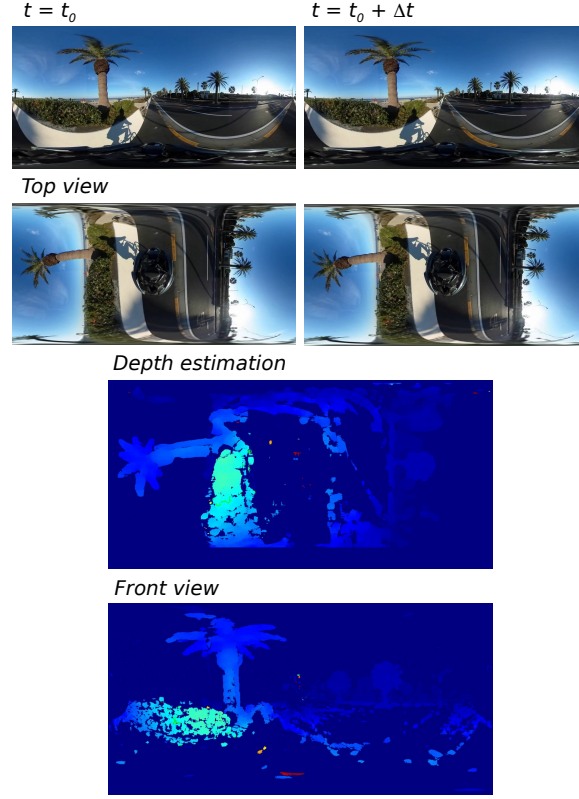 t = t₀
t = t₀ + Δt
Top view
Depth estimation
Front view